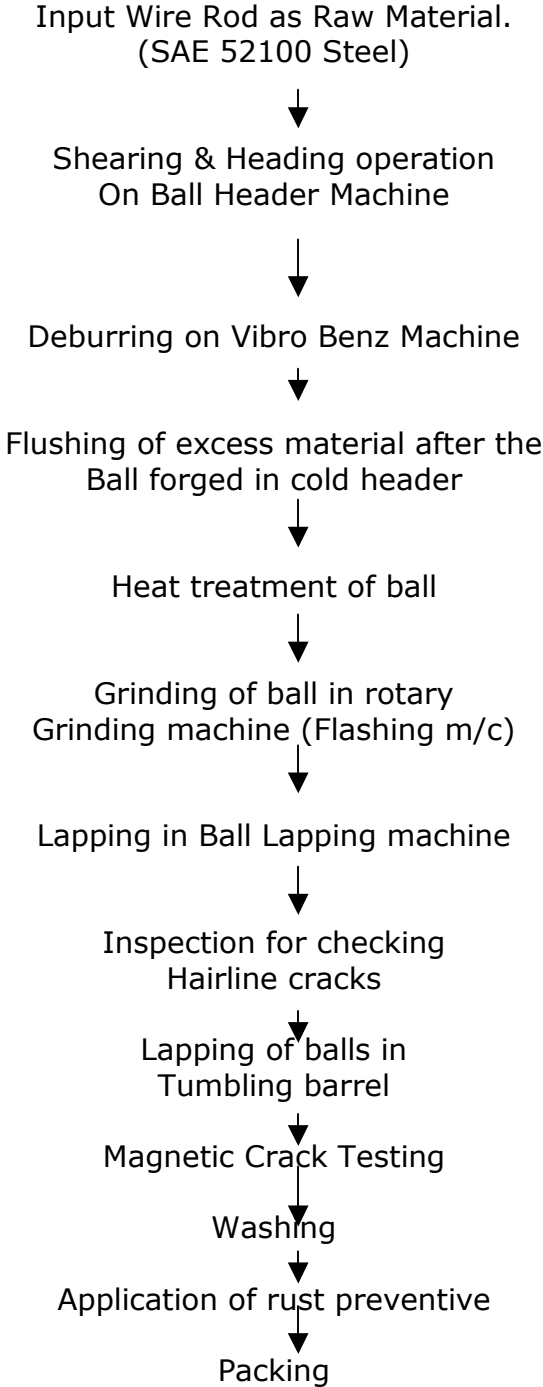 Input Wire Rod as Raw Material.
(SAE 52100 Steel)
Shearing & Heading operation
On Ball Header Machine
Deburring on Vibro Benz Machine
Flushing of excess material after the
Ball forged in cold header
Heat treatment of ball
Grinding of ball in rotary
Grinding machine (Flashing m/c)
Lapping in Ball Lapping machine
Inspection for checking
Hairline cracks
Lapping of balls in
Tumbling barrel
Magnetic Crack Testing
Washing
Application of rust preventive
Packing